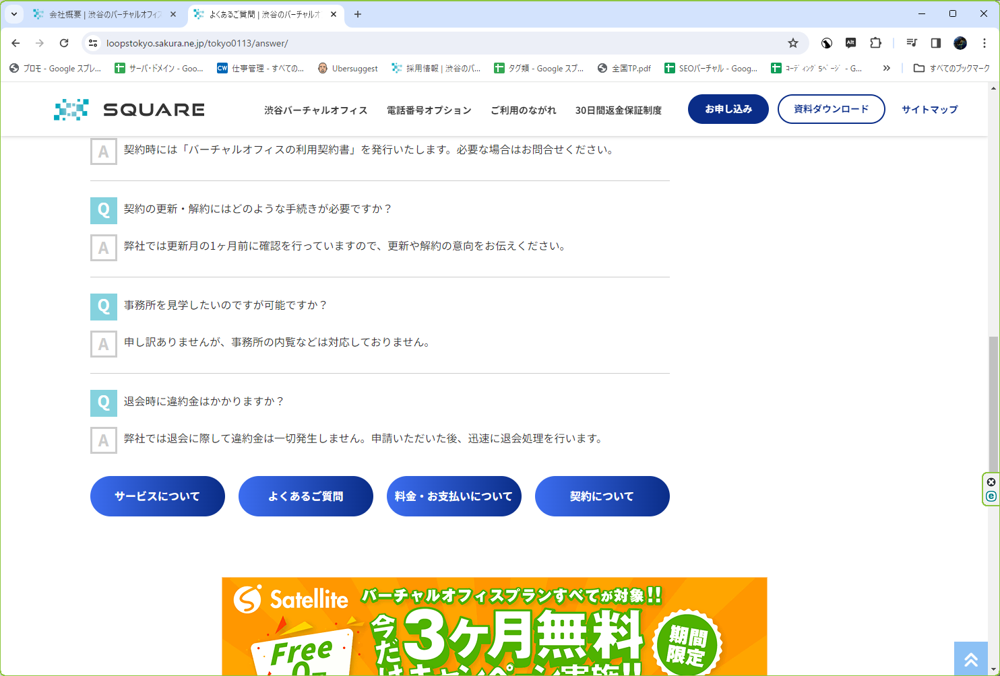 会社概要 | 渋谷のバーチャルオフィス
よくあるご質問 | 渋谷のバーチャルオ
loopstokyo.sakura.ne.jp/tokyo0113/answer/
プロモ - Google スプレ...
サーバ・ドメイン - Goo...
CW 仕事管理 - すべての...
Ubersuggest
採用情報 | 渋谷のバ...
タグ類 - Google スプ...
全国TP.pdf
SEOバーチャル - Goog...
コーディング 5ページ - G...
すべてのブックマーク
SQUARE
渋谷バーチャルオフィス
電話番号オプション
ご利用のながれ
30日間返金保証制度
お申し込み
資料ダウンロード
サイトマップ
A 契約時には「バーチャルオフィスの利用契約書」を発行いたします。必要な場合はお問合せください。
Q 契約の更新・解約にはどのような手続きが必要ですか？
A 弊社では更新月の1ヶ月前に確認を行っていますので、更新や解約の意向をお伝えください。
Q 事務所を見学したいのですが可能ですか？
A 申し訳ありませんが、事務所の内覧などは対応しておりません。
Q 退会時に違約金はかかりますか？
A 弊社では退会に際して違約金は一切発生しません。申請いただいた後、迅速に退会処理を行います。
サービスについて
よくあるご質問
料金・お支払いについて
契約について
Satellite
バーチャルオフィスプランすべてが対象!!
今だけ
3ヶ月無料
キャンペーン実施!!
期間
限定
Free